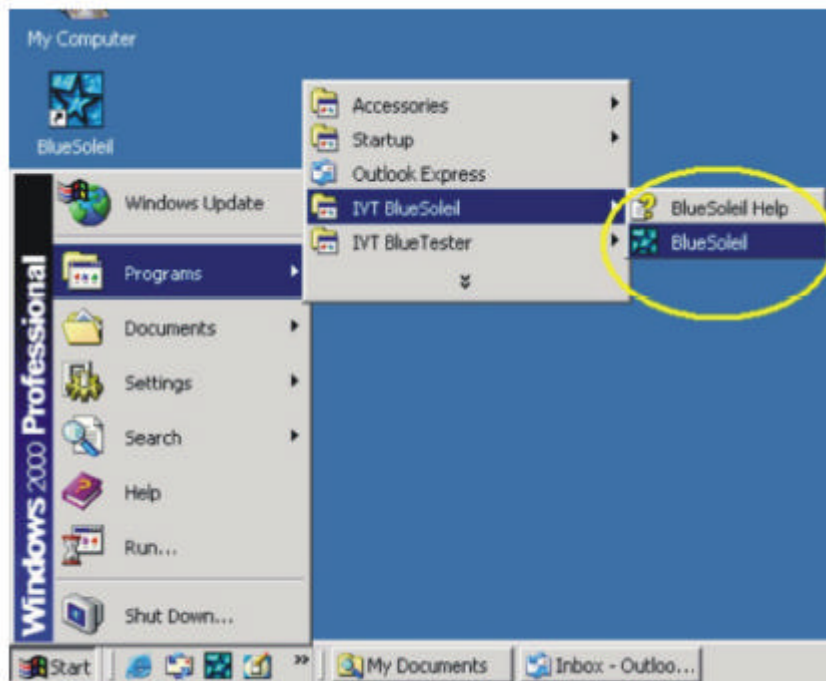 My Computer
BlueSoleil
Windows 2000 Professional
Windows Update
Programs
Documents
Settings
Search
Help
Run...
Shut Down...
Accessories
Startup
Outlook Express
IVT BlueSoleil
IVT BlueTester
BlueSoleil Help
BlueSoleil
Start
My Documents
Inbox - Outloo...